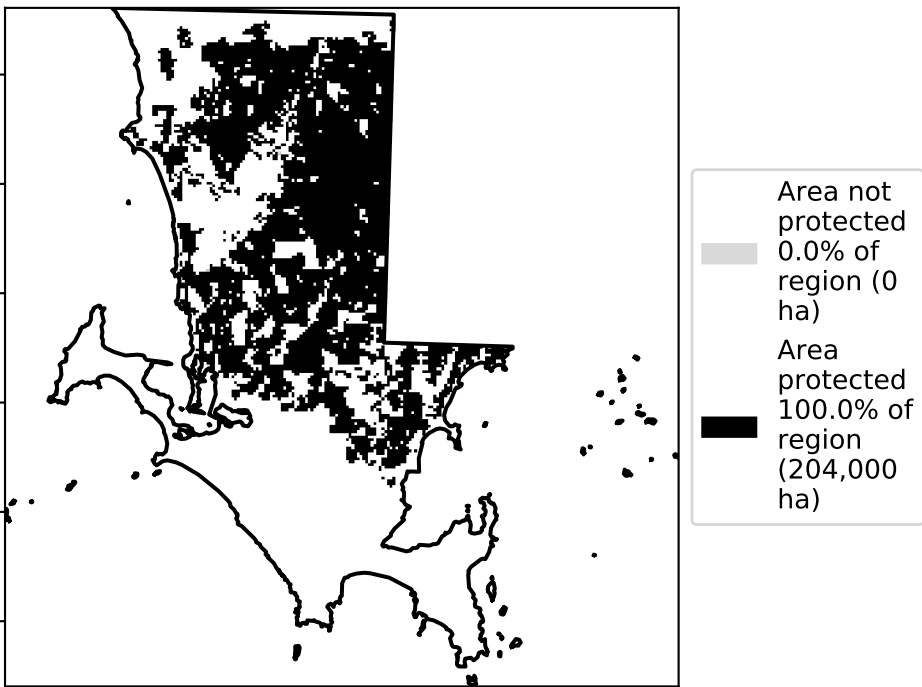 Area not
protected
0.0% of
region (0
ha)
Area
protected
100.0% of
region
(204,000
ha)